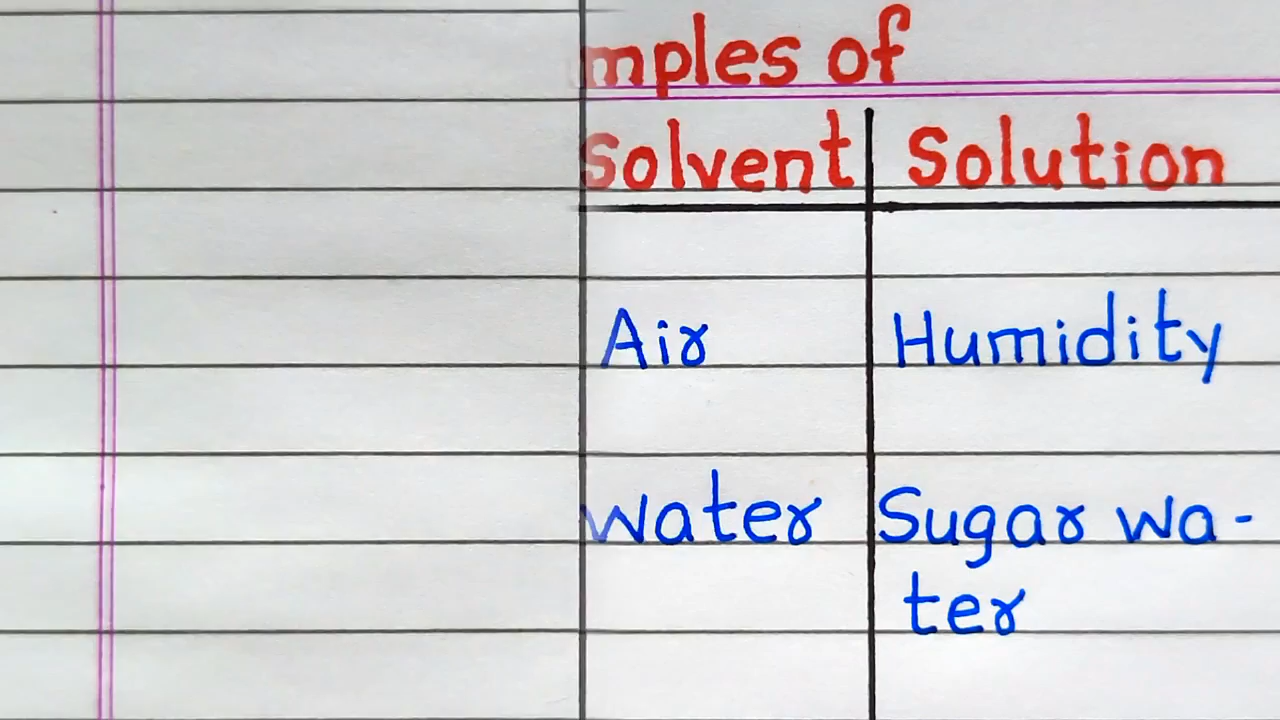 mples of
Solvent Solution
Air Humidity
Water Sugar wa-
ter